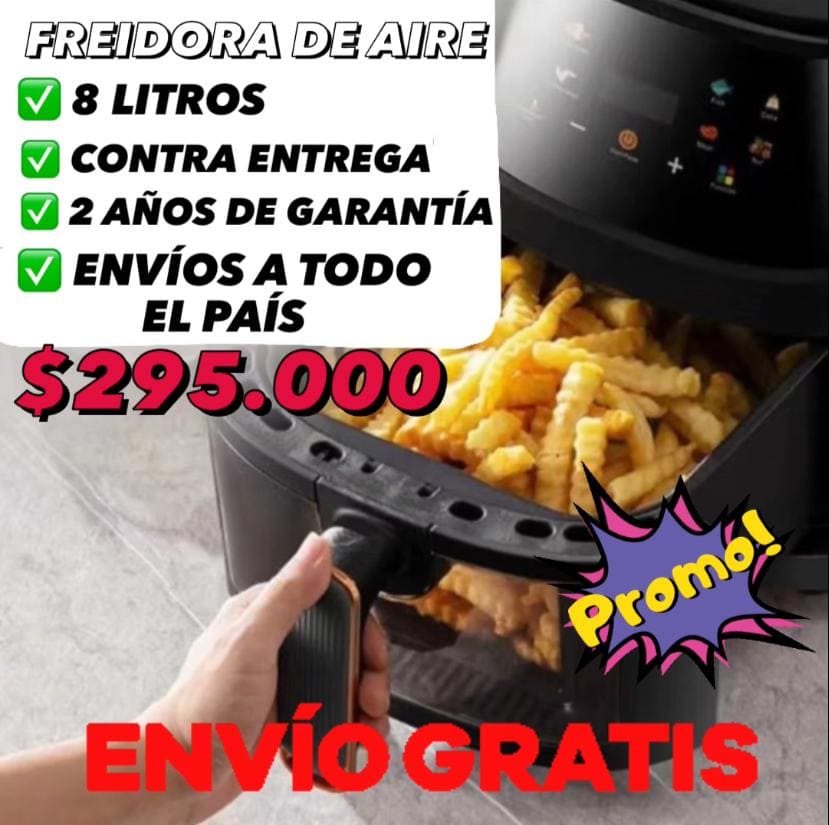 FREIDORA DE AIRE
✅ 8 LITROS
✅ CONTRA ENTREGA
✅ 2 AÑOS DE GARANTÍA
✅ ENVÍOS A TODO
EL PAÍS
$295.000
Promo!
ENVÍO GRATIS